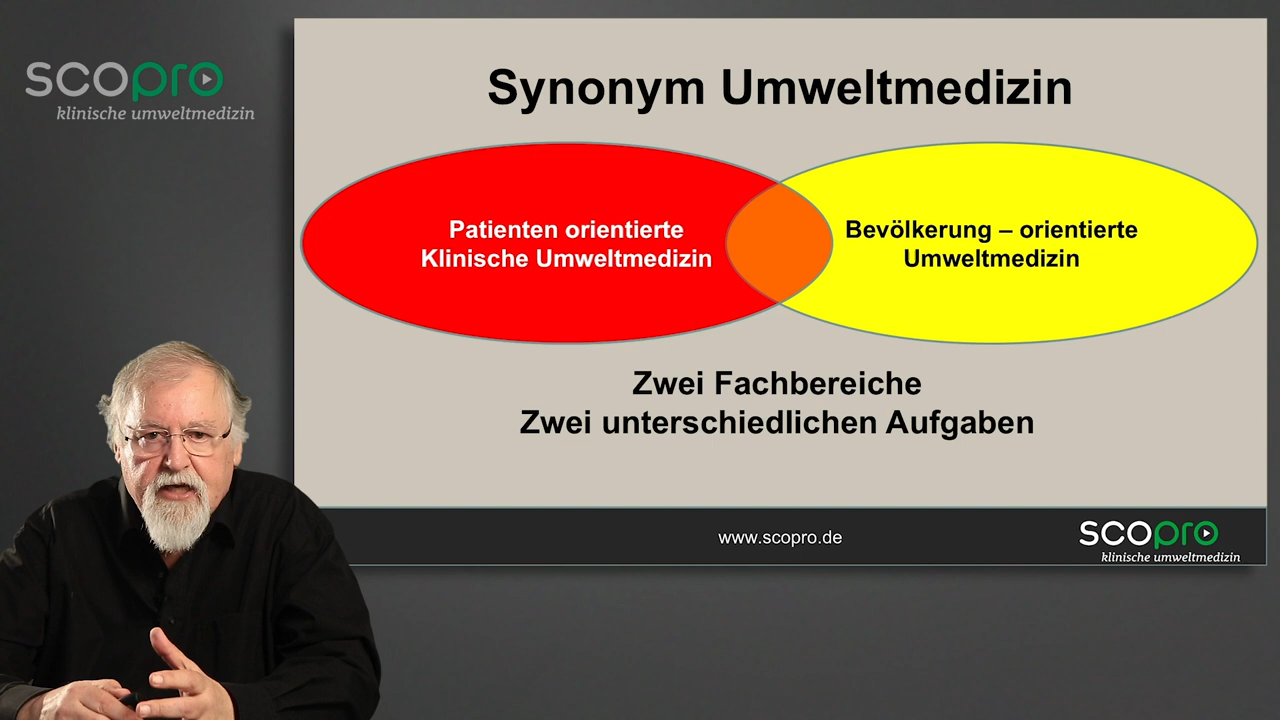 scopro
klinische umweltmedizin
Synonym Umweltmedizin
Patienten orientierte
Klinische Umweltmedizin
Bevölkerung – orientierte
Umweltmedizin
Zwei Fachbereiche
Zwei unterschiedlichen Aufgaben
www.scopro.de
scopro
klinische umweltmedizin